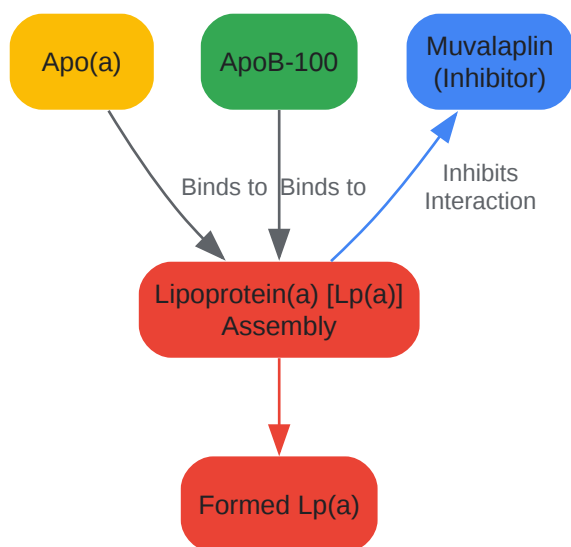 Apo(a)
ApoB-100
Muvalaplin
(Inhibitor)
Binds to
Binds to
Inhibits
Interaction
Lipoprotein(a) [Lp(a)]
Assembly
Formed Lp(a)